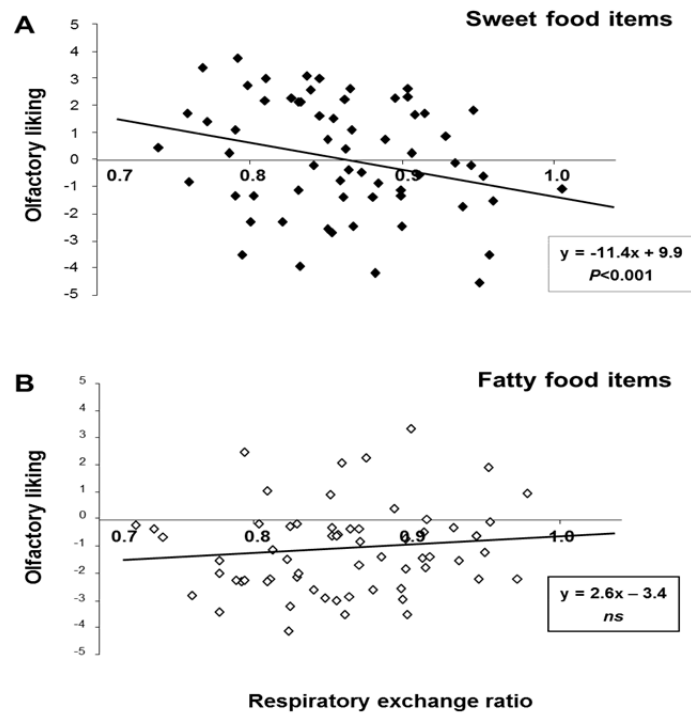 A
Sweet food items
5
4
3
2
1
0
-1
-2
-3
-4
-5
Olfactory liking
0.7 0.8 0.9 1.0
y = -11.4x + 9.9
P<0.001
B
Fatty food items
5
4
3
2
1
0
-1
-2
-3
-4
-5
Olfactory liking
0.7 0.8 0.9 1.0
y = 2.6x – 3.4
ns
Respiratory exchange ratio